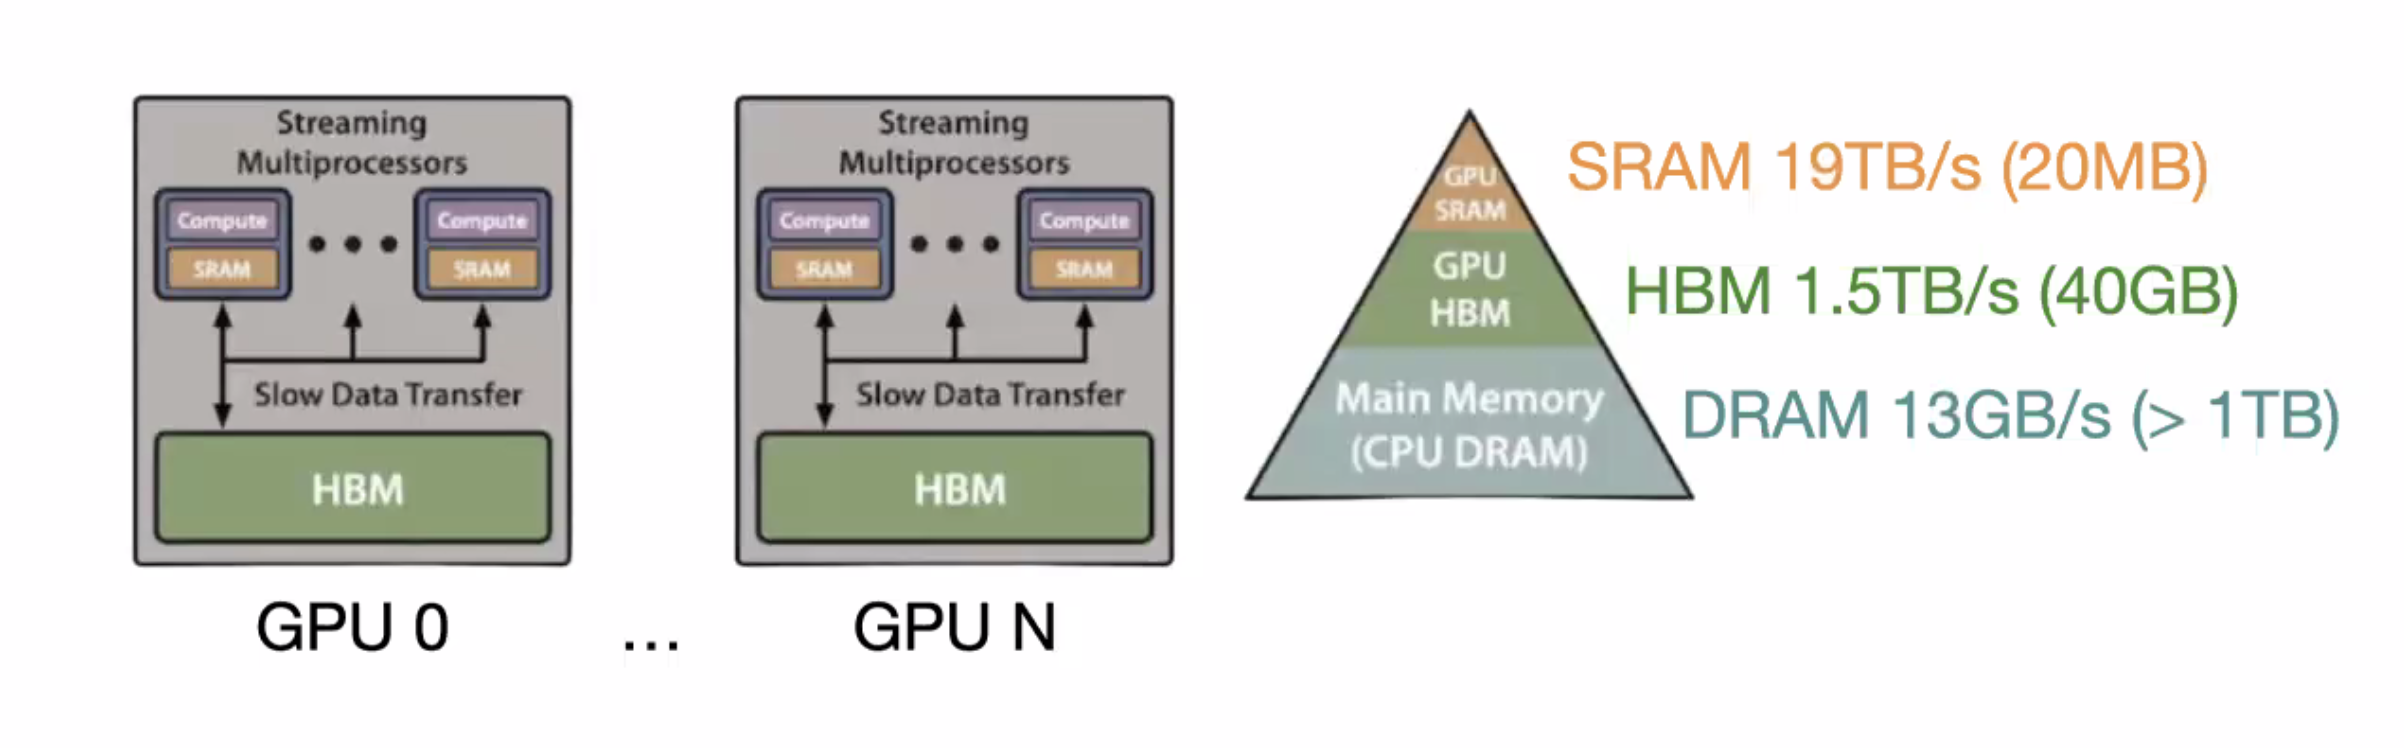 Streaming
Multiprocessors
Compute
SRAM
Compute
SRAM
Slow Data Transfer
HBM
GPU 0
...
Streaming
Multiprocessors
Compute
SRAM
Compute
SRAM
Slow Data Transfer
HBM
GPU N
GPU
SRAM
GPU
HBM
Main Memory
(CPU DRAM)
SRAM 19TB/s (20MB)
HBM 1.5TB/s (40GB)
DRAM 13GB/s (> 1TB)